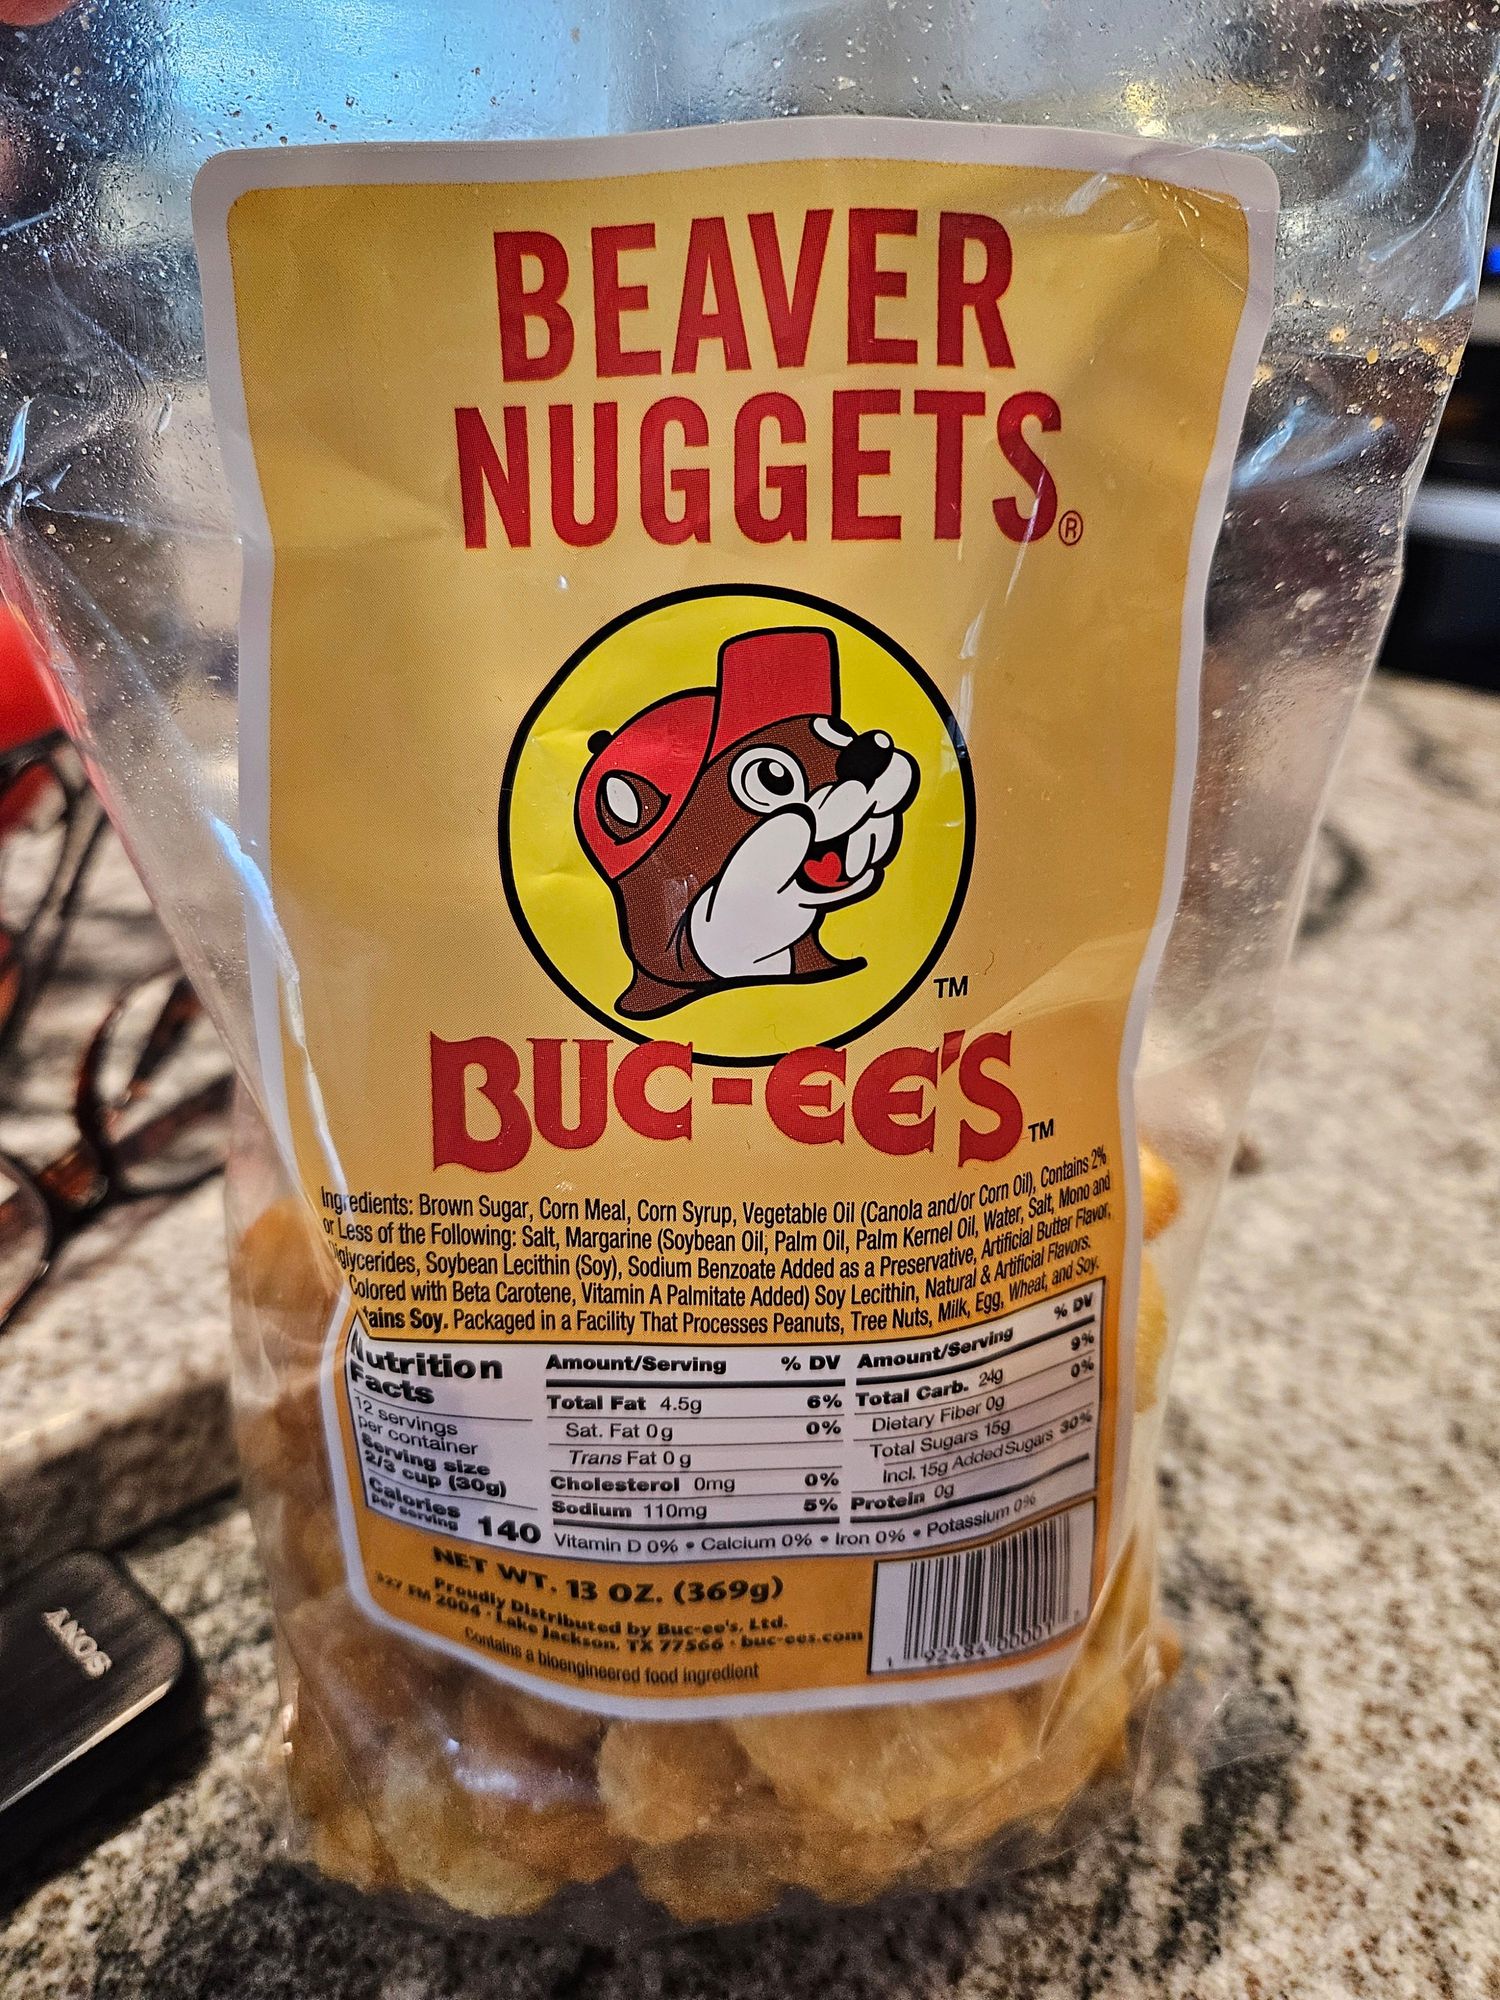 BEAVER
NUGGETS®
TM
BUC-EE'S™
Ingredients: Brown Sugar, Corn Meal, Corn Syrup, Vegetable Oil (Canola and/or Corn Oil), Contains 2%
or Less of the Following: Salt, Margarine (Soybean Oil, Palm Oil, Palm Kernel Oil, Water, Salt, Mono and
iglycerides, Soybean Lecithin (Soy), Sodium Benzoate Added as a Preservative, Artificial Butter Flavor,
Colored with Beta Carotene, Vitamin A Palmitate Added) Soy Lecithin, Natural & Artificial Flavors.
tains Soy. Packaged in a Facility That Processes Peanuts, Tree Nuts, Milk, Egg, Wheat, and Soy.
Nutrition
Facts
12 servings
per container
Serving size
2/3 cup (30g)
Calories
per serving 140
Amount/Serving % DV
Total Fat 4.5g 6%
Sat. Fat 0g 0%
Trans Fat 0g
Cholesterol 0mg 0%
Sodium 110mg 5%
Amount/Serving % DV
Total Carb. 24g 9%
Dietary Fiber 0g 0%
Total Sugars 15g
Incl. 15g Added Sugars 30%
Protein 0g
Vitamin D 0% • Calcium 0% • Iron 0% • Potassium 0%
NET WT. 13 OZ. (369g)
Proudly Distributed by Buc-ee's, Ltd.
327 FM 2004 · Lake Jackson, TX 77566 · buc-ees.com
Contains a bioengineered food ingredient
1 92484 00001
SONY